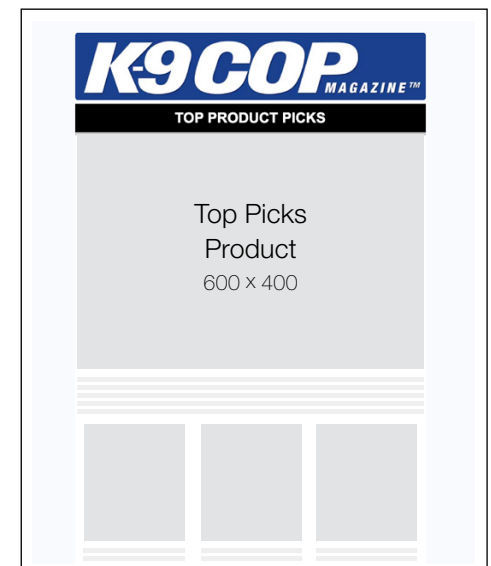 K-9 COP
MAGAZINE™
TOP PRODUCT PICKS
Top Picks
Product
600 x 400